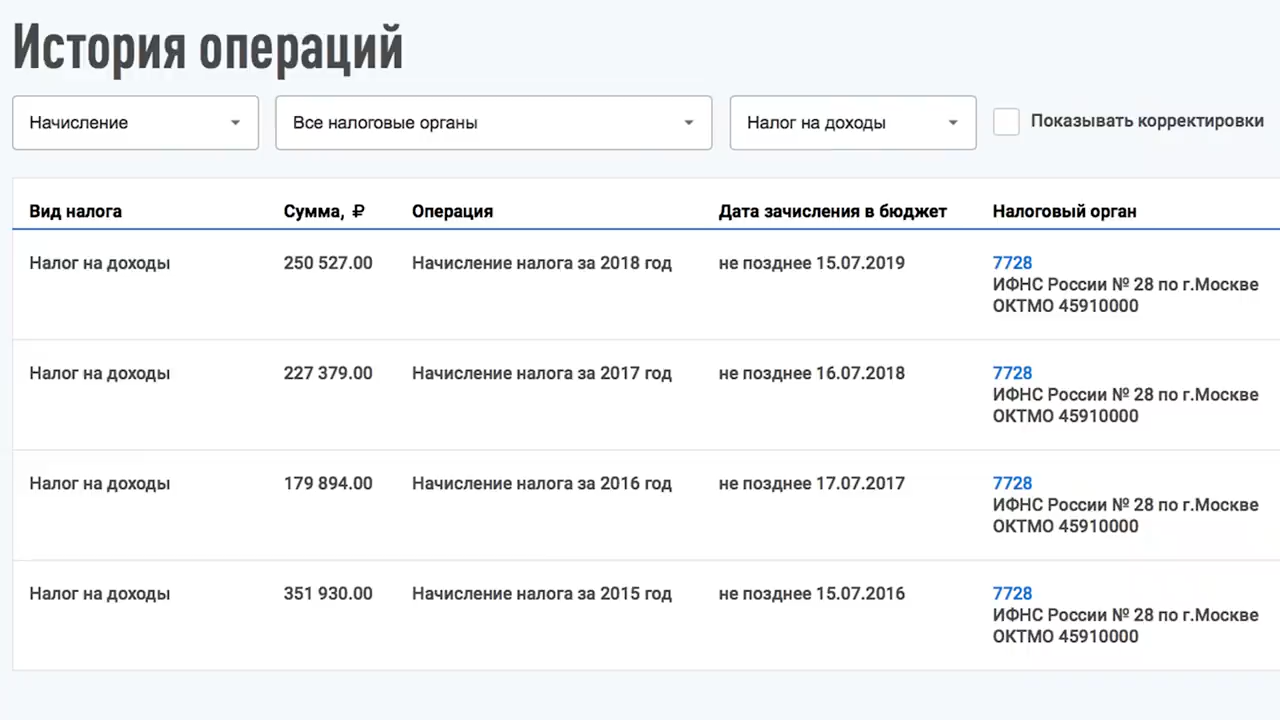 История операций
Начисление Все налоговые органы Налог на доходы Показывать корректировки
Вид налога Сумма, ₽ Операция Дата зачисления в бюджет Налоговый орган
Налог на доходы 250 527.00 Начисление налога за 2018 год не позднее 15.07.2019 7728
ИФНС России № 28 по г.Москве
ОКТМО 45910000
Налог на доходы 227 379.00 Начисление налога за 2017 год не позднее 16.07.2018 7728
ИФНС России № 28 по г.Москве
ОКТМО 45910000
Налог на доходы 179 894.00 Начисление налога за 2016 год не позднее 17.07.2017 7728
ИФНС России № 28 по г.Москве
ОКТМО 45910000
Налог на доходы 351 930.00 Начисление налога за 2015 год не позднее 15.07.2016 7728
ИФНС России № 28 по г.Москве
ОКТМО 45910000